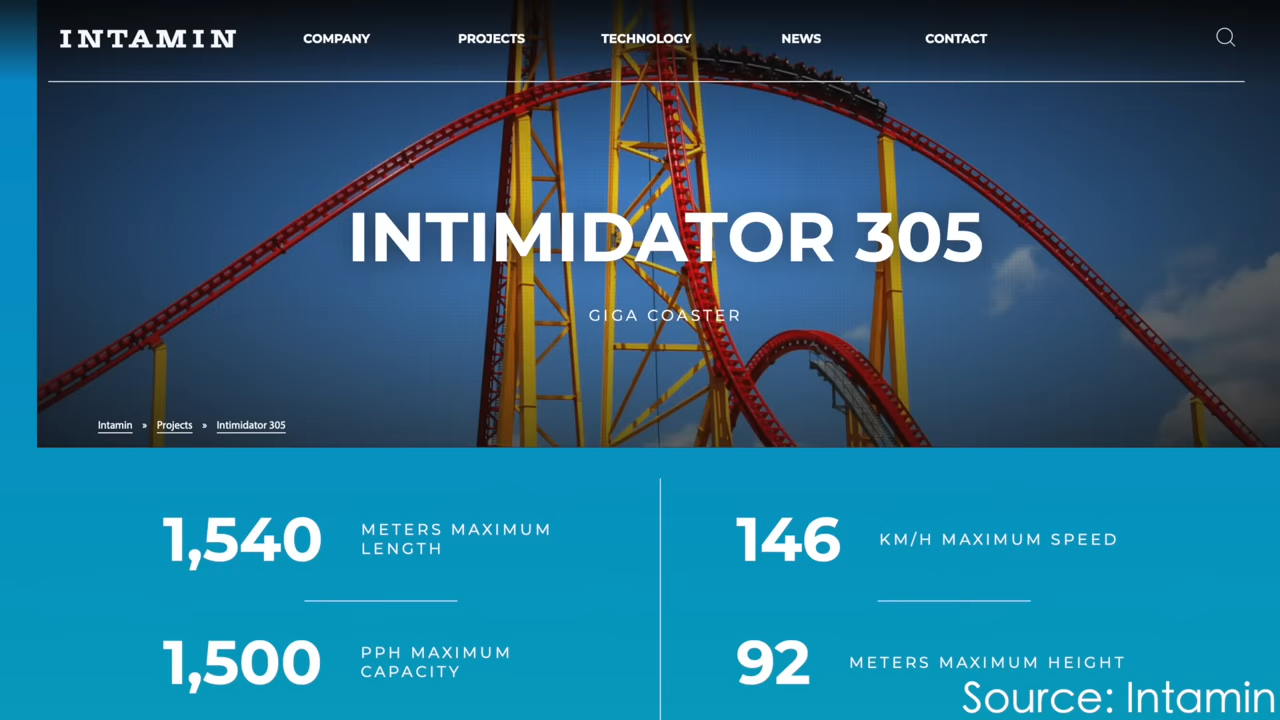 INTAMIN
COMPANY
PROJECTS
TECHNOLOGY
NEWS
CONTACT
INTIMIDATOR 305
GIGA COASTER
Intamin » Projects » Intimidator 305
1,540
METERS MAXIMUM
LENGTH
146
KM/H MAXIMUM SPEED
1,500
PPH MAXIMUM
CAPACITY
92
METERS MAXIMUM HEIGHT
Source: Intamin